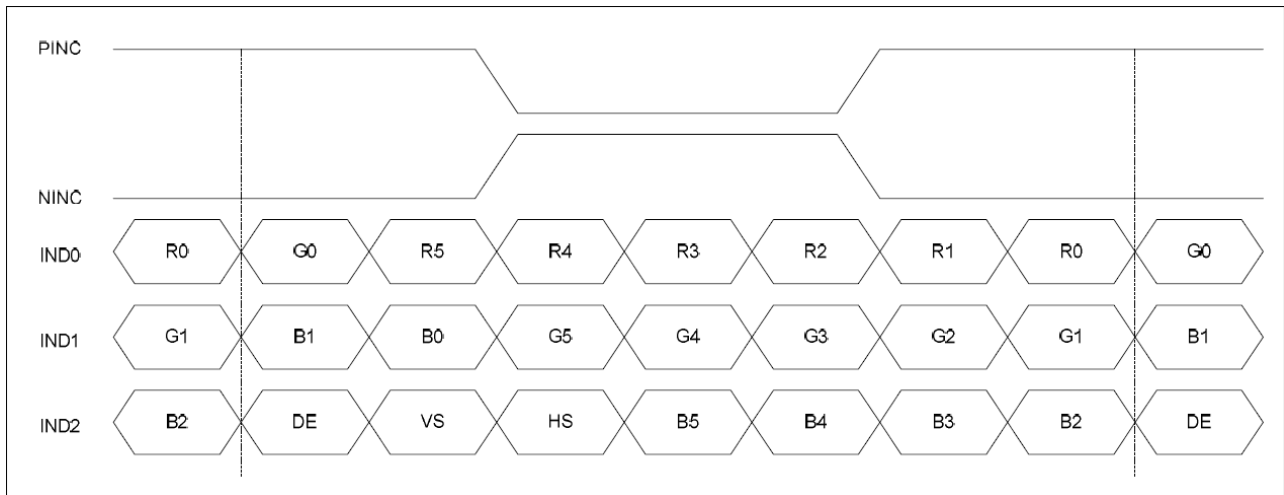 PINC
NINC
IND0 R0 G0 R5 R4 R3 R2 R1 R0 G0
IND1 G1 B1 B0 G5 G4 G3 G2 G1 B1
IND2 B2 DE VS HS B5 B4 B3 B2 DE